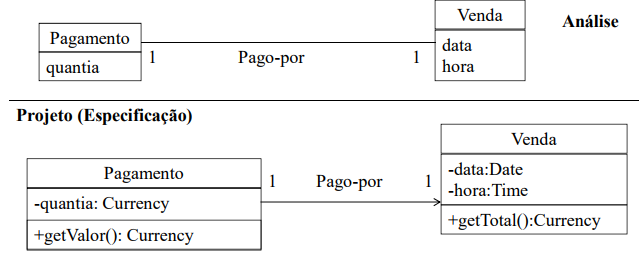 Análise
Pagamento
quantia
1
Pago-por
1
Venda
data
hora
Projeto (Especificação)
Pagamento
-quantia: Currency
+getValor(): Currency
1
Pago-por
1
Venda
-data:Date
-hora:Time
+getTotal():Currency